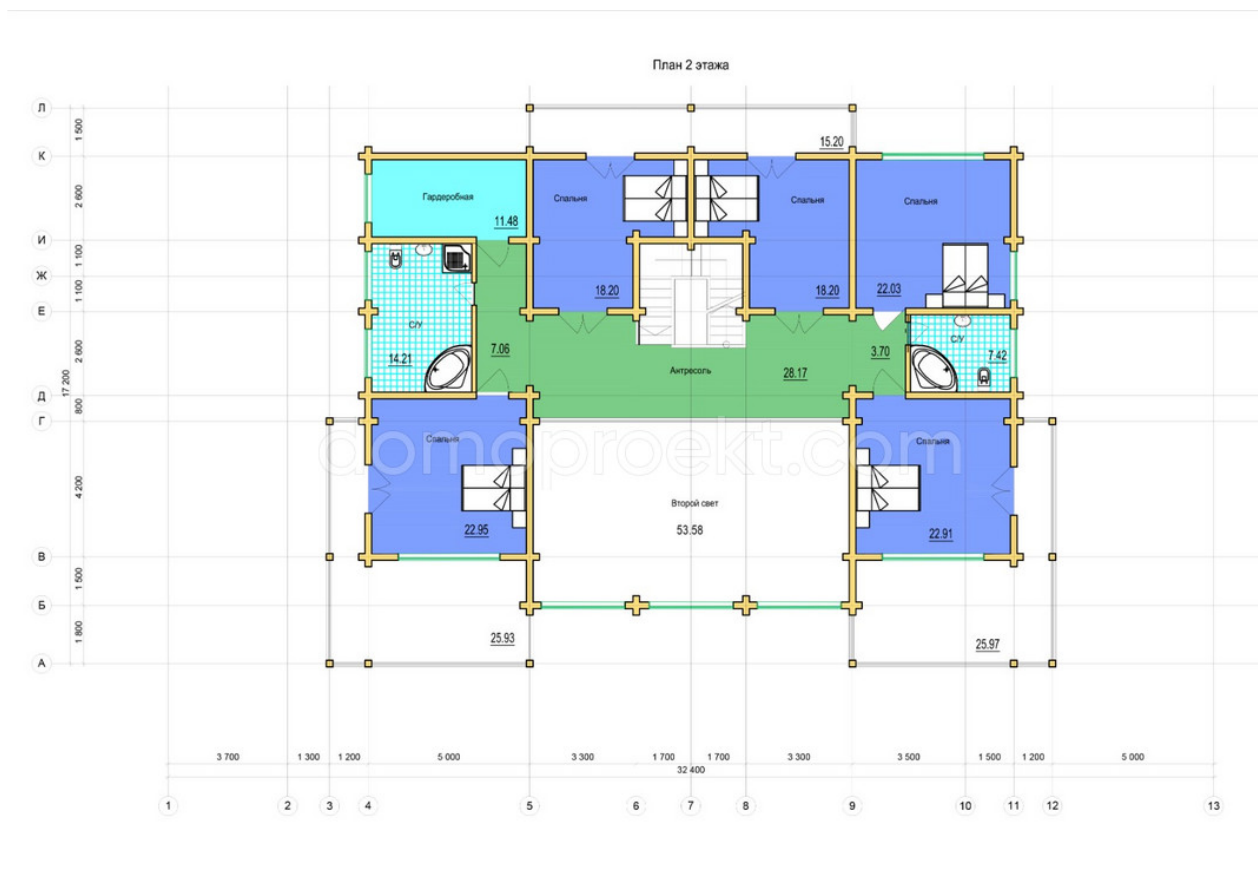 План 2 этажа
Л
1 500
К
15.20
2 600
Гардеробная
Спальня
Спальня
Спальня
11.48
И
1 100
Ж
1 100
18.20
18.20
22.03
Е
С/У
С/У
2 600
14.21
7.06
3.70
7.42
Антресоль
28.17
17 200
Д
800
Г
domoproekt.com
Спальня
Спальня
4 200
Второй свет
22.95
53.58
22.91
В
1 500
Б
1 800
25.93
25.97
А
3 700
1 300
1 200
5 000
3 300
1 700
1 700
3 300
3 500
1 500
1 200
5 000
32 400
1
2
3
4
5
6
7
8
9
10
11
12
13